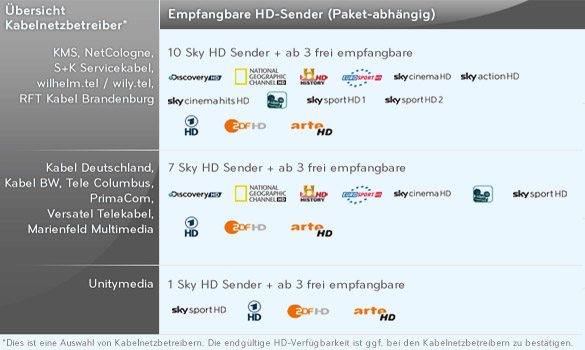 Übersicht
Kabelnetzbetreiber*
Empfangbare HD-Sender (Paket-abhängig)
KMS, NetCologne,
S+K Servicekabel,
wilhelm.tel / wily.tel,
RFT Kabel Brandenburg
10 Sky HD Sender + ab 3 frei empfangbare
Discovery HD NATIONAL GEOGRAPHIC CHANNEL HD HD HISTORY EUROSPORT HD sky cinema HD sky action HD
sky cinema hits HD sky sport HD 1 sky sport HD 2
HD ZDF HD arte HD
Kabel Deutschland,
Kabel BW, Tele Columbus,
PrimaCom,
Versatel Telekabel,
Marienfeld Multimedia
7 Sky HD Sender + ab 3 frei empfangbare
Discovery HD NATIONAL GEOGRAPHIC CHANNEL HD HD HISTORY EUROSPORT HD sky cinema HD sky sport HD
HD ZDF HD arte HD
Unitymedia
1 Sky HD Sender + ab 3 frei empfangbare
sky sport HD HD ZDF HD arte HD
*Dies ist eine Auswahl von Kabelnetzbetreibern. Die endgültige HD-Verfügbarkeit ist ggf. bei den Kabelnetzbetreibern zu bestätigen.